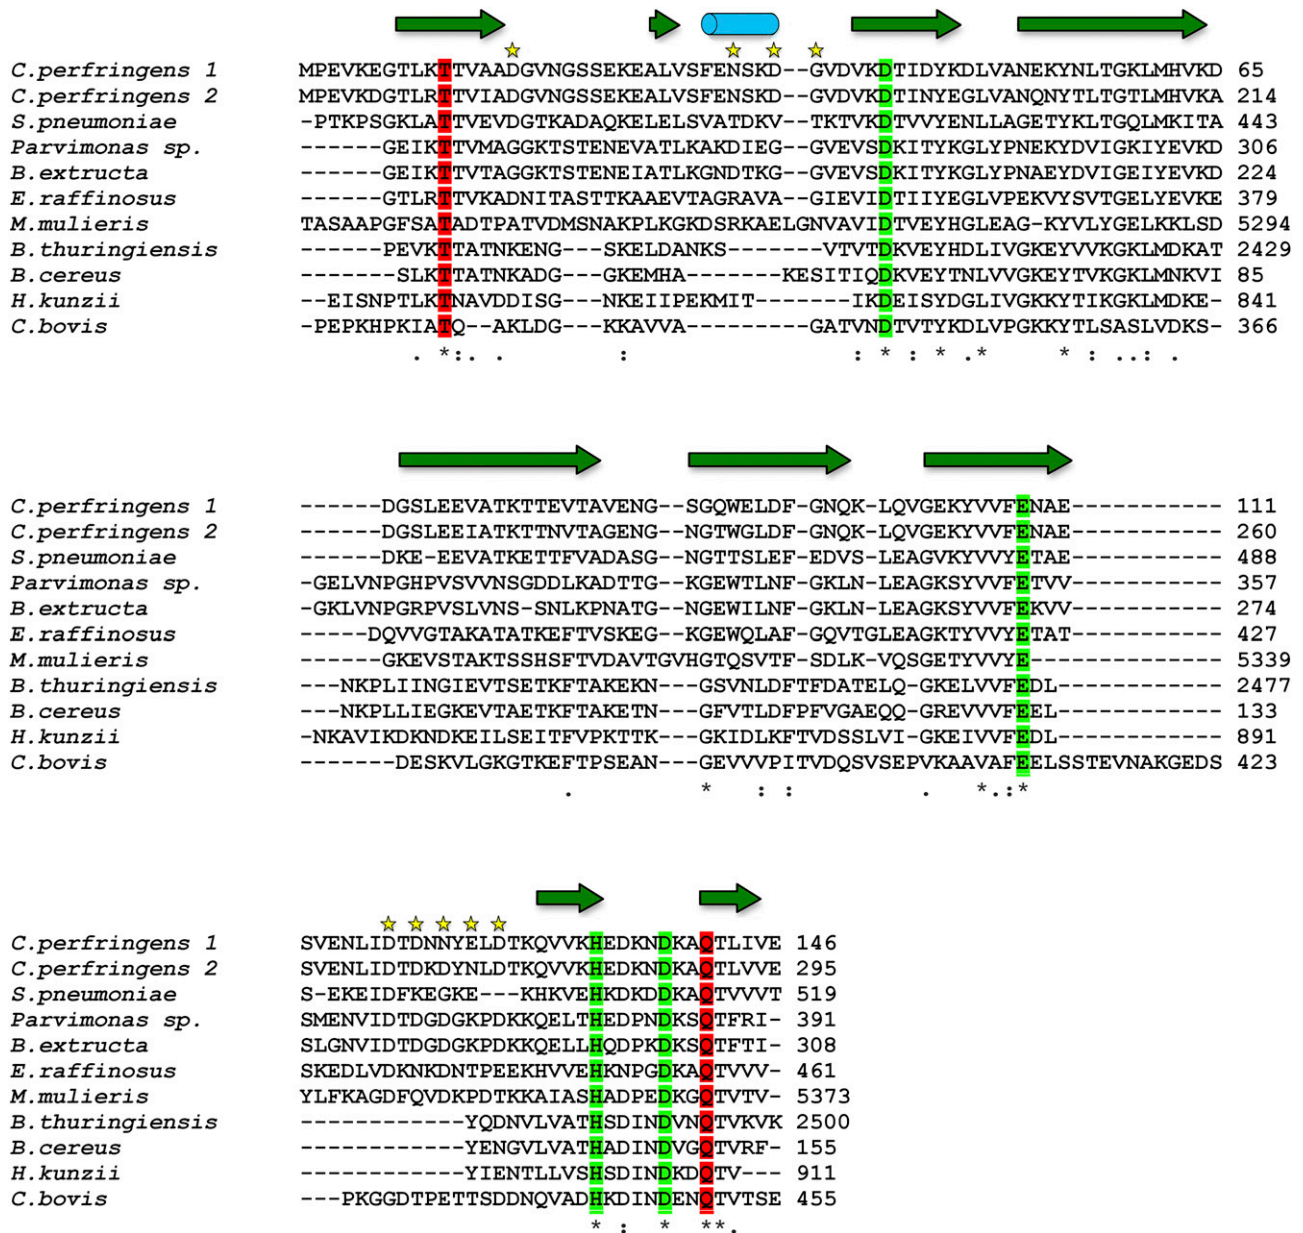 C.perfringens 1 MPEVKEGTLKTTVAADGVNGSSEKEALVSFENSKD--GVDVKDTIDYKDLVANEKYNLTGKLMHVKD 65
C.perfringens 2 MPEVKDGTLRTTVIADGVNGSSEKEALVSFENSKD--GVDVKDTINYEGLVANQNYTLTGTLMHVKA 214
S.pneumoniae -PTKPSGKLATTVEVDGTKADAQKELELSVATDKV--TKTVKDTVVYENLLAGETYKLTGQLMKITA 443
Parvimonas sp. ------GEIKTTVMAGGKTSTENEVATLKAKDIEG--GVEVSDKITYKGLYPNEKYDVIGKIYEVKD 306
B.extructa ------GEIKTTVTAGGKTSTENEIATLKGNDTKG--GVEVSDKITYKGLYPNAEYDVIGEIYEVKD 224
E.raffinosus ------GTLRTTVKADNITASTTKAAEVTAGRAVA--GIEVIDTIIYEGLVPEKVYSVTGELYEVKE 379
M.mulieris TASAAPGFSATADTPATVDMSNAKPLKGKDSRKAELGNVAVIDTVEYHGLEAG-KYVLYGELKKLSD 5294
B.thuringiensis ------PEVKTTATNKENG---SKELDANKS-------VTVTDKVEYHDLIVGKEYVVKGKLMDKAT 2429
B.cereus -------SLKTTATNKADG---GKEMHA-------KESITIQDKVEYTNLVVGKEYTVKGKLMNKVI 85
H.kunzii --EISNPTLKTNAVDDISG---NKEIIPEKMIT-------IKDEISYDGLIVGKKYTIKGKLMDKE- 841
C.bovis -PEPKHPKIATQ--AKLDG---KKAVVA-------GATVNDTVTYKDLVPGKKYTLSASLVDKS- 366
. *:. . : : * : * .* * : ..: .
C.perfringens 1 ------DGSLEEVATKTTEVTAVENG--SGQWELDF-GNQK-LQVGEKYVVFENAE----------- 111
C.perfringens 2 ------DGSLEEIATKTTNVTAGENG--NGTWGLDF-GNQK-LQVGEKYVVFENAE----------- 260
S.pneumoniae ------DKE-EEVATKETTFVADASG--NGTTSLEF-EDVS-LEAGVKYVVYETAE----------- 488
Parvimonas sp. -GELVNPGHPVSVVNSGDDLKADTTG--KGEWTLNF-GKLN-LEAGKSYVVFETVV----------- 357
B.extructa -GKLVNPGRPVSLVNS-SNLKPNATG--NGEWILNF-GKLN-LEAGKSYVVFEKVV----------- 274
E.raffinosus -----DQVVGTAKATATKEFTVSKEG--KGEWQLAF-GQVTGLEAGKTYVVYETAT----------- 427
M.mulieris ------GKEVSTAKTSSHSFTVDAVTGVHGTQSVTF-SDLK-VQSGETYVVYE-------------- 5339
B.thuringiensis ---NKPLIINGIEVTSETKFTAKEKN---GSVNLDFTFDATELQ-GKELVVFEDL------------ 2477
B.cereus ---NKPLLIEGKEVTAETKFTAKETN---GFVTLDFPFVGAEQQ-GREVVVFEEL------------ 133
H.kunzii -NKAVIKDKNDKEILSEITFVPKTTK---GKIDLKFTVDSSLVI-GKEIVVFEDL------------ 891
C.bovis -------DESKVLGKGTKEFTPSEAN---GEVVVPITVDQSVSEPVKAAVAFEELSSTEVNAKGEDS 423
. * : : . *.:*
C.perfringens 1 SVENLIDTDNNYELDTKQVVKHEDKNDKAQTLIVE 146
C.perfringens 2 SVENLIDTDKDYNLDTKQVVKHEDKNDKAQTLVVE 295
S.pneumoniae S-EKEIDFKEGKE---KHKVEHKDKDDKAQTVVVT 519
Parvimonas sp. SMENVIDTDGDGKPDKKQELTHEDPNDKSQTFRI- 391
B.extructa SLGNVIDTDGDGKPDKKQELLHQDPKDKSQTFTI- 308
E.raffinosus SKEDLVDKNKDNTPEEKHVVEHKNPGDKAQTVVV- 461
M.mulieris YLFKAGDFQVDKPDTKKAIASHADPEDKGQTVTV- 5373
B.thuringiensis ------------YQDNVLVATHSDINDVNQTVKVK 2500
B.cereus ------------YENGVLVATHADINDVGQTVRF- 155
H.kunzii ------------YIENTLLVSHSDINDKDQTV--- 911
C.bovis ---PKGGDTPETTSDDNQVADHKDINDENQTVTSE 455
* : * **.